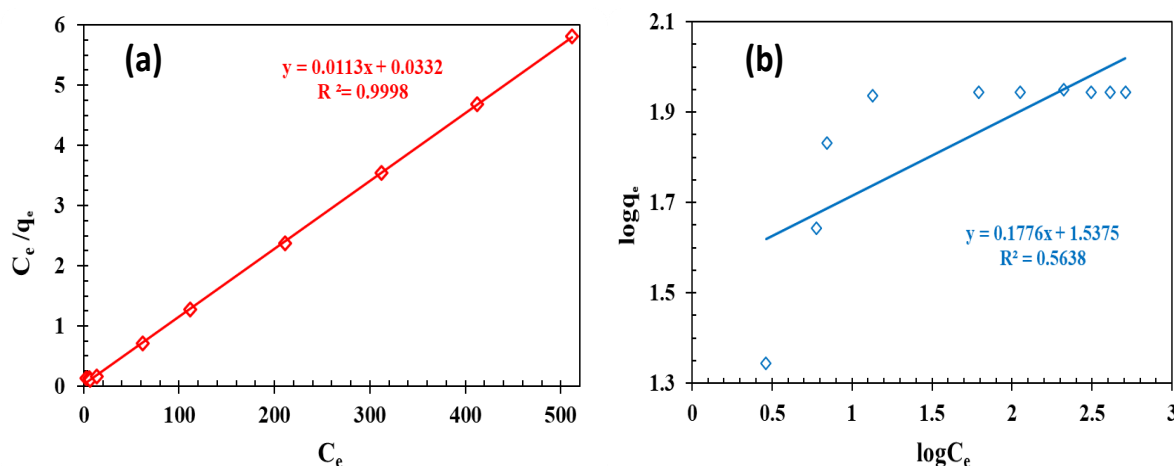 (a)
y = 0.0113x + 0.0332
R ²= 0.9998
6
5
4
3
2
1
0
Cₑ /qₑ
0 100 200 300 400 500
Cₑ
(b)
2.1
1.9
1.7
1.5
1.3
logqₑ
y = 0.1776x + 1.5375
R² = 0.5638
0 0.5 1 1.5 2 2.5 3
logCₑ